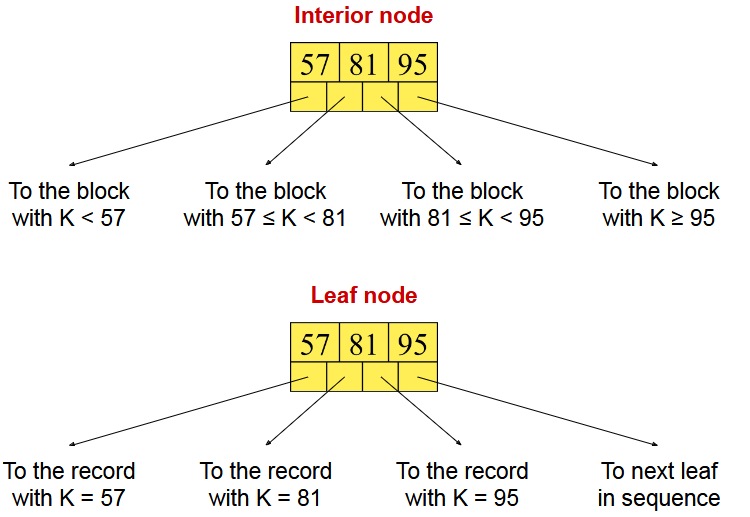 Interior node
57 81 95
To the block To the block To the block To the block
with K < 57 with 57 ≤ K < 81 with 81 ≤ K < 95 with K ≥ 95
Leaf node
57 81 95
To the record To the record To the record To next leaf
with K = 57 with K = 81 with K = 95 in sequence